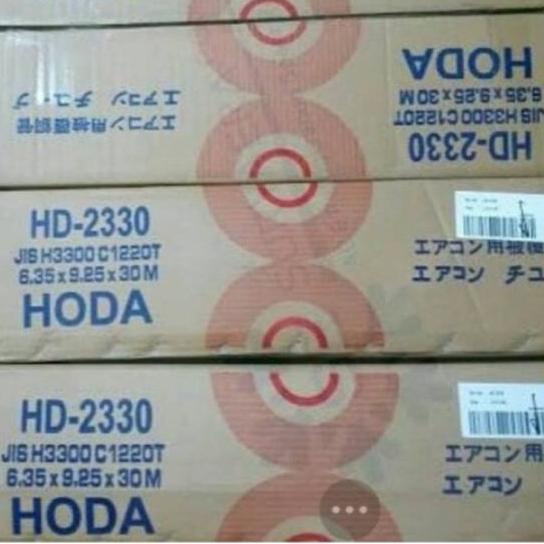 HODA
6.35 x 9.25 x 30 M
JIS H3300 C1220T
HD-2330
エアコン用被覆銅管
エアコン チューブ
HD-2330
JIS H3300 C1220T
6.35 x 9.25 x 30 M
HODA
エアコン用被覆
エアコン チュ
HD-2330
JIS H3300 C1220T
6.35 x 9.25 x 30 M
HODA
エアコン用
エアコン